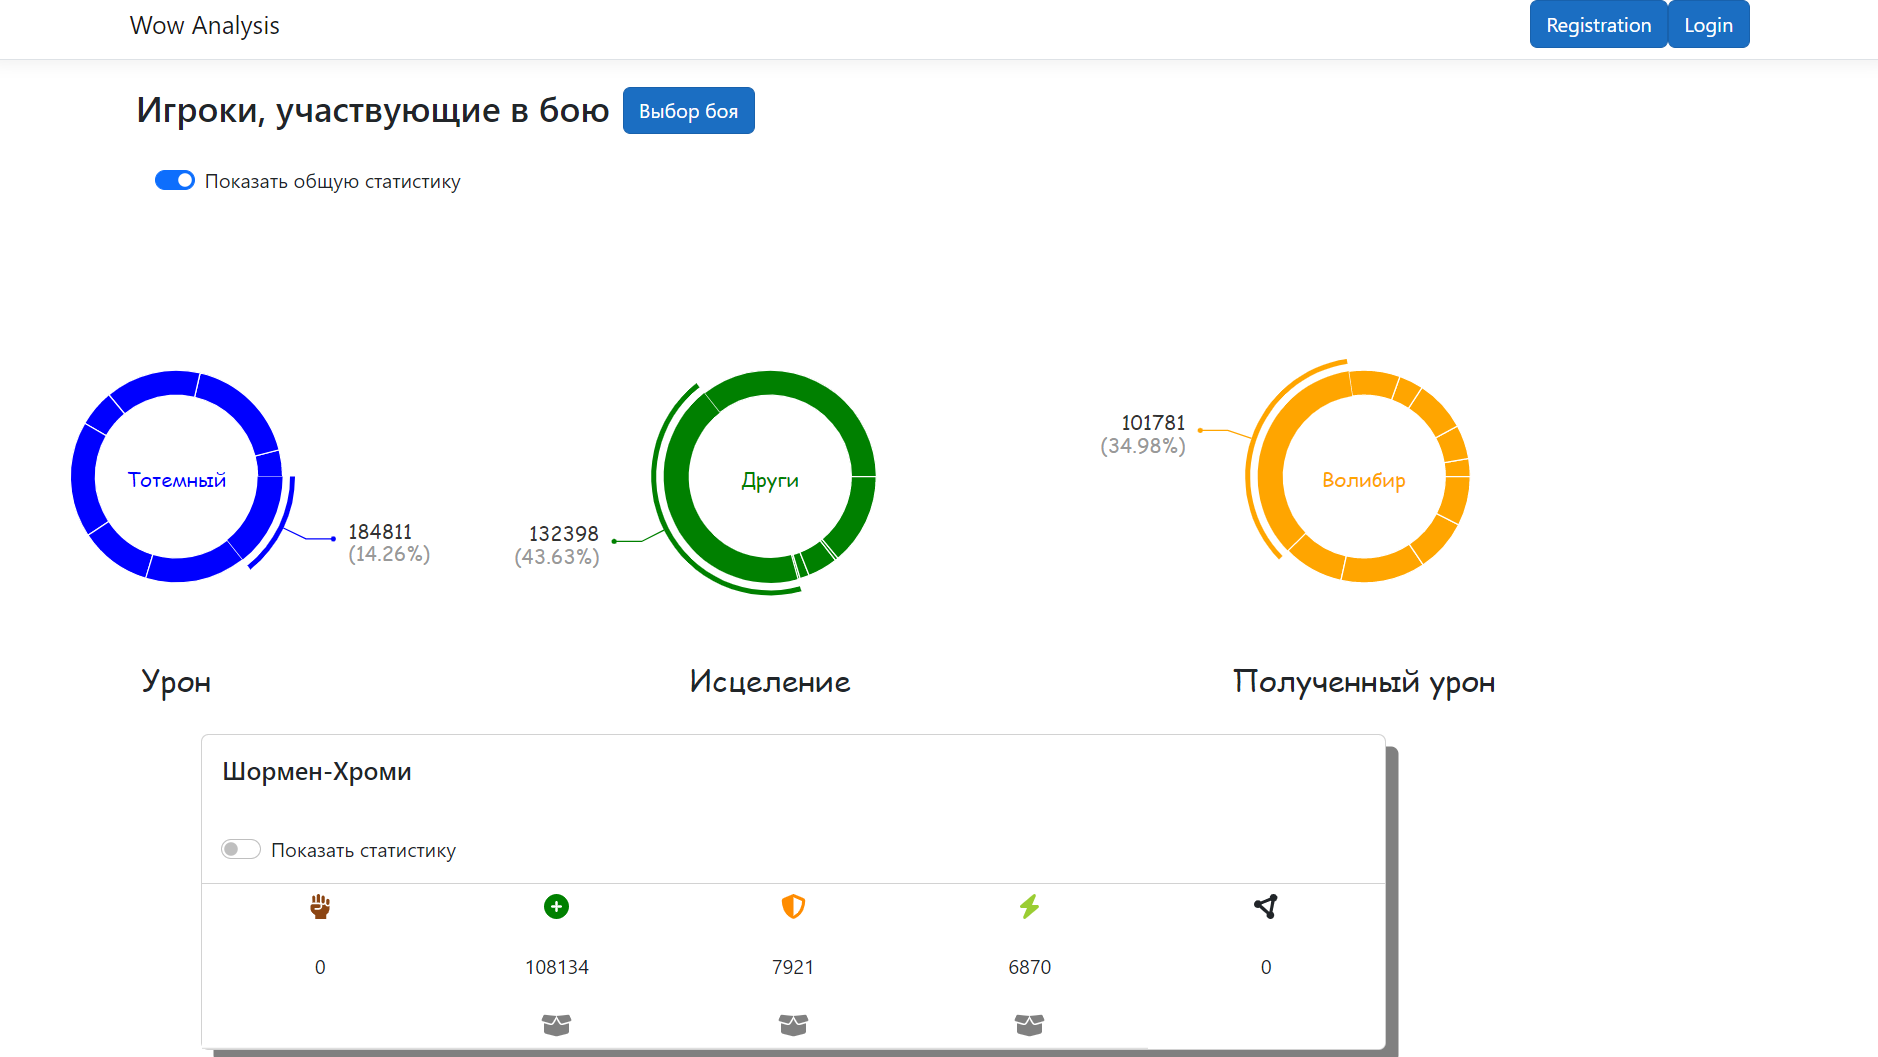 Wow Analysis
Registration
Login
Игроки, участвующие в бою
Выбор боя
Показать общую статистику
Тотемный
184811
(14.26%)
Други
132398
(43.63%)
Волибир
101781
(34.98%)
Урон
Исцеление
Полученный урон
Шормен-Хроми
Показать статистику
0
108134
7921
6870
0